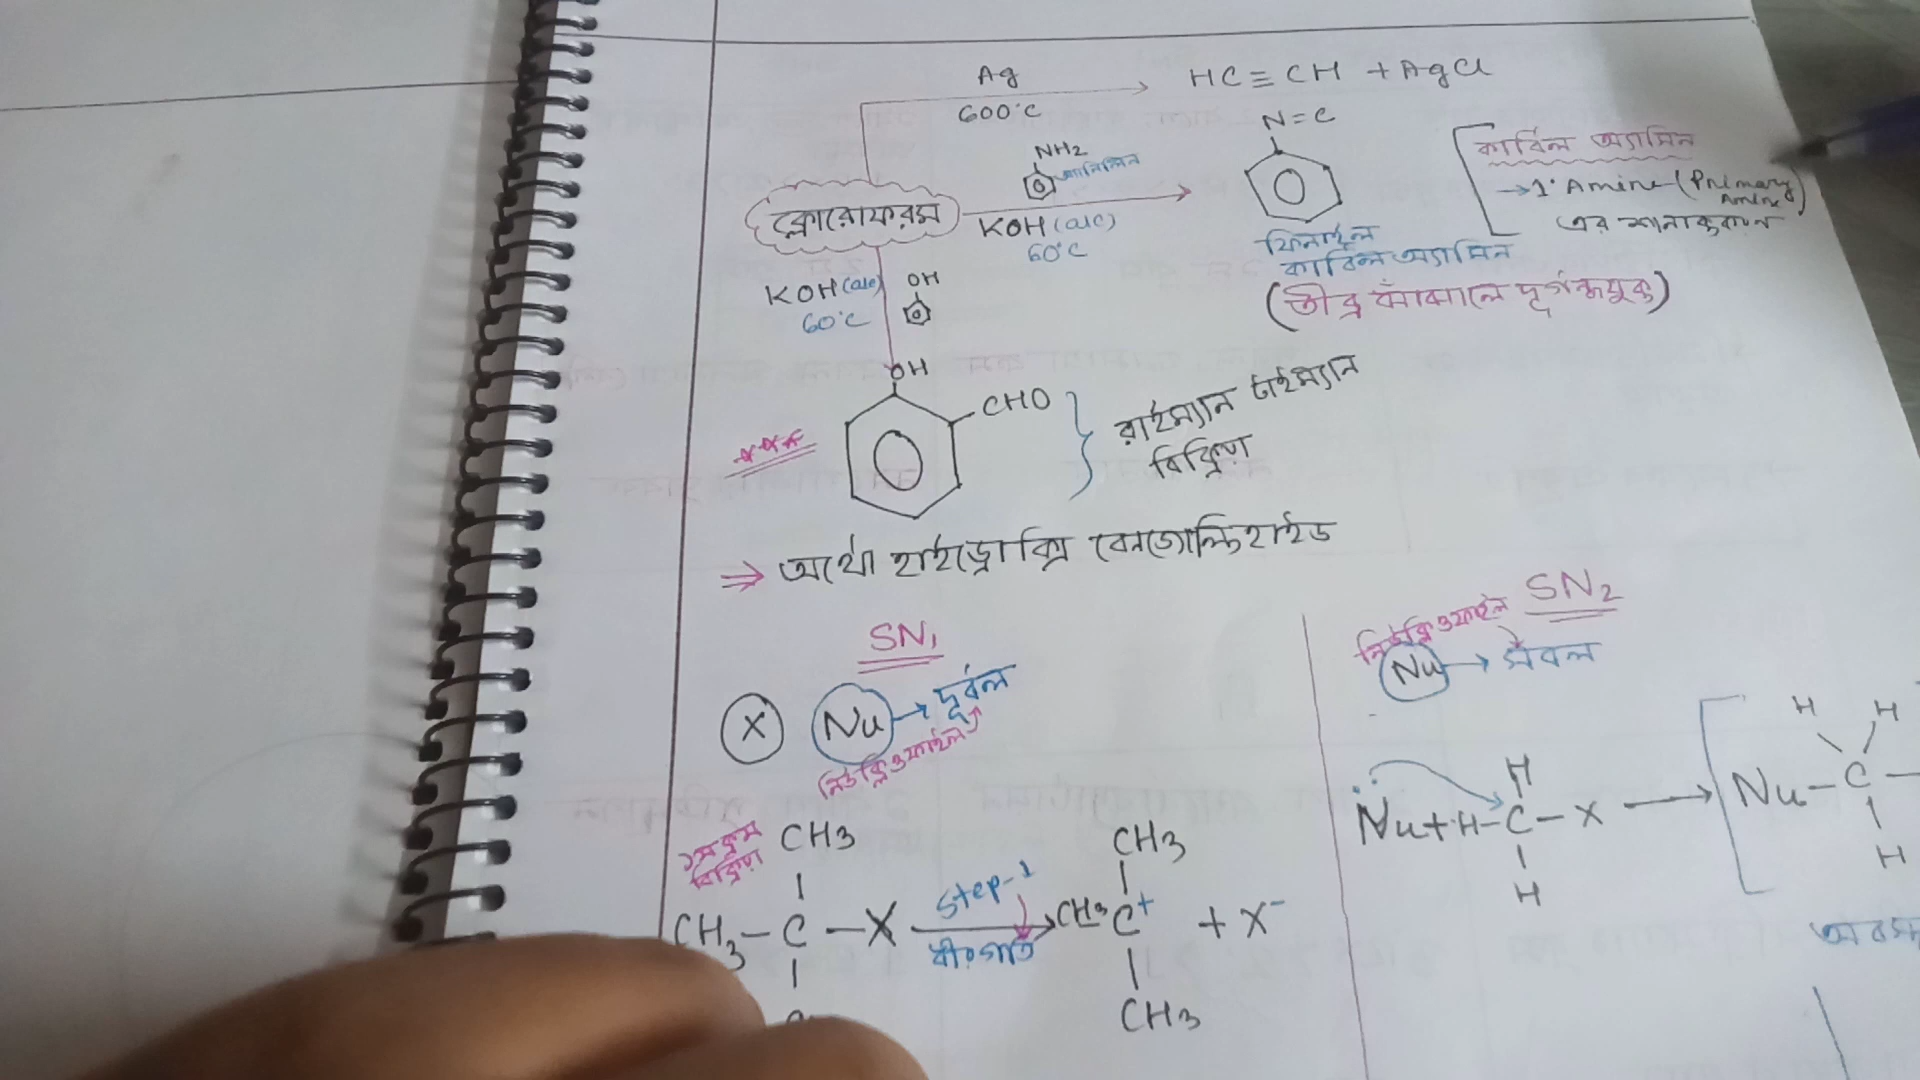 Ag
600°C
HC≡CH + AgCl
NH2
অ্যানিলিন
N=C
কার্বিল অ্যামিন
→1° Amine (Primary
Amine)
এর শনাক্তকরণ
ক্লোরোফরম
KOH (alc)
60°C
ফিনাইল
কার্বিল অ্যামিন
(তীব্র ঝাঁঝালো দূর্গন্ধযুক্ত)
KOH (alc)
60°C
OH
OH
CHO
রাইম্যান টাইম্যান
বিক্রিয়া
⇒ অর্থো হাইড্রোক্সি বেনজালডিহাইড
SN1
X Nu → দূর্বল
নিউক্লিওফাইল
১ম ক্রম
বিক্রিয়া
CH3
CH3–C–X
Step-1
ধীরগতি
CH3
CH3 C+ + X-
CH3
SN2
নিউক্লিওফাইল
Nu → সবল
H
Nu + H–C–X →
H
H H
Nu–C–
H